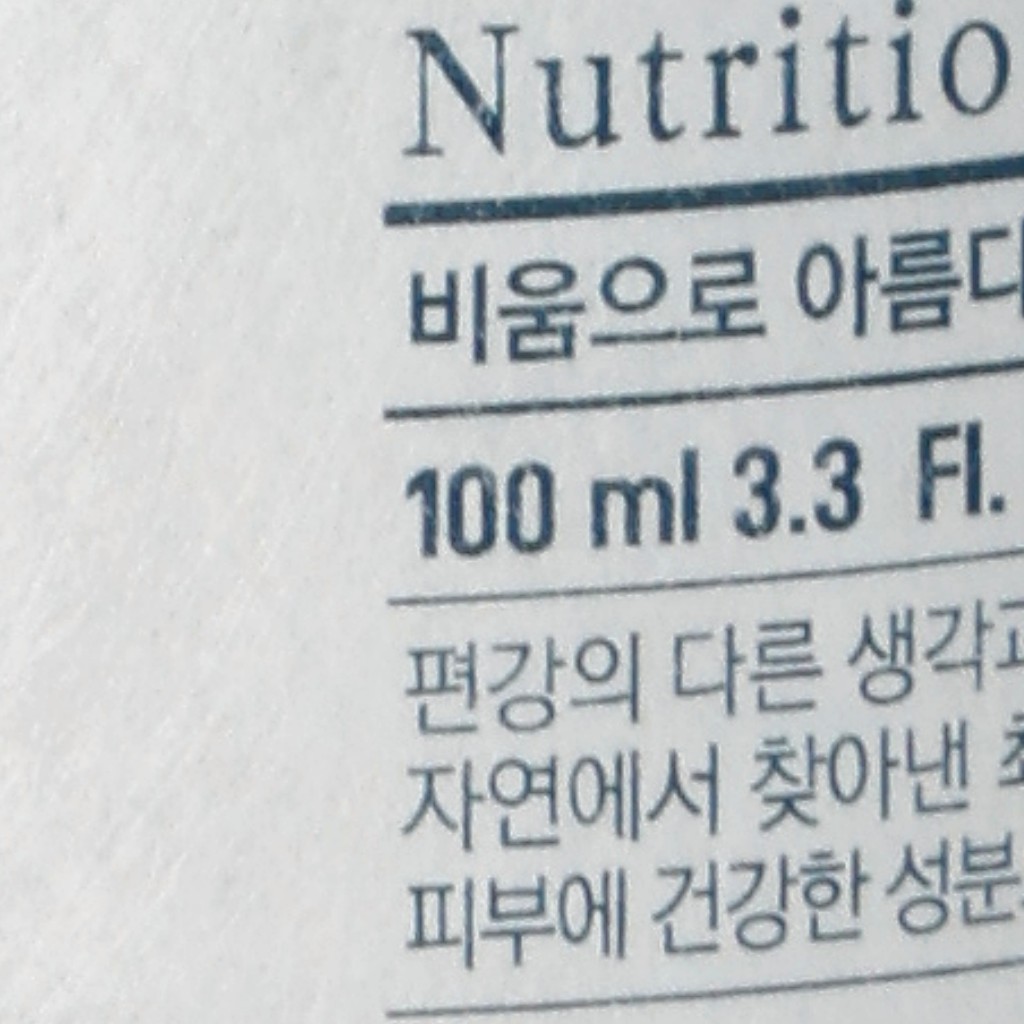 Nutritio
비움으로 아름다
100 ml 3.3 Fl.
편강의 다른 생각과
자연에서 찾아낸
피부에 건강한 성분